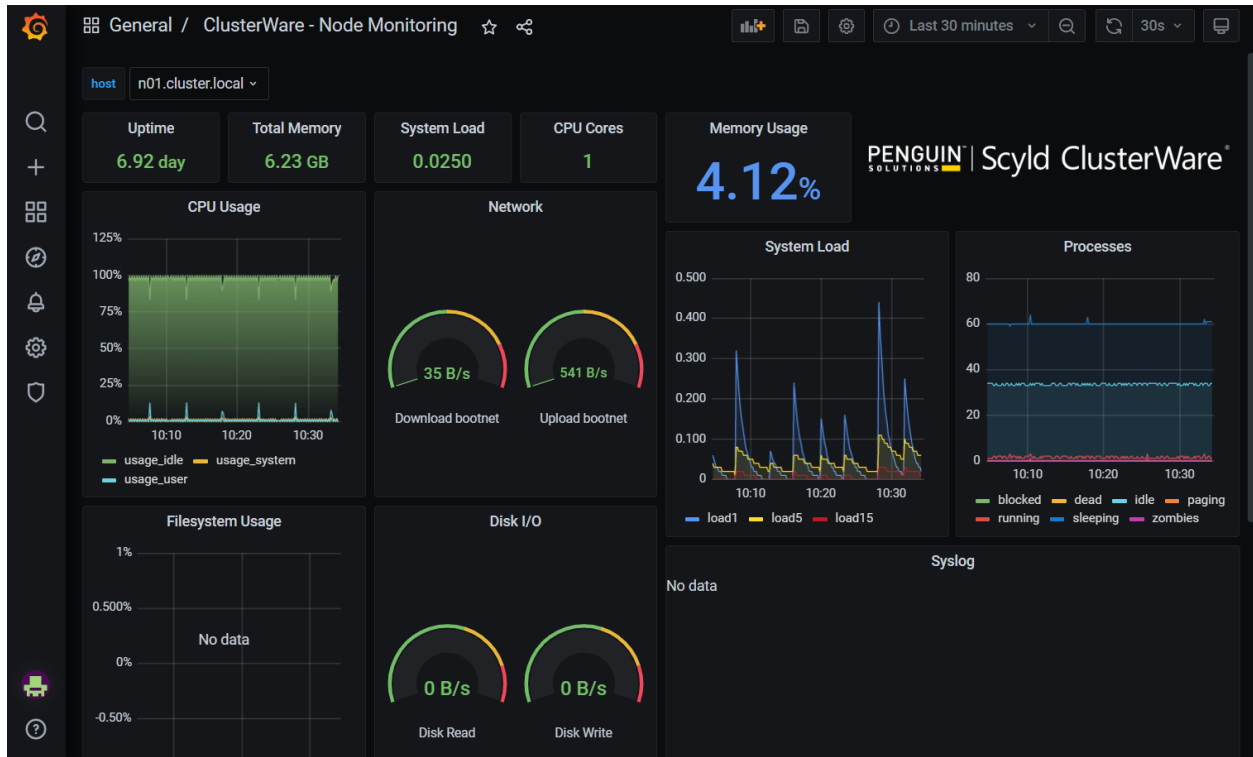 General / ClusterWare - Node Monitoring
Last 30 minutes
30s
host n01.cluster.local
Uptime
6.92 day
Total Memory
6.23 GB
System Load
0.0250
CPU Cores
1
Memory Usage
4.12%
PENGUIN™ SOLUTIONS | Scyld ClusterWare®
CPU Usage
125%
100%
75%
50%
25%
0%
10:10 10:20 10:30
usage_idle usage_system
usage_user
Network
35 B/s
541 B/s
Download bootnet
Upload bootnet
System Load
0.500
0.400
0.300
0.200
0.100
0
10:10 10:20 10:30
load1 load5 load15
Processes
80
60
40
20
0
10:10 10:20 10:30
blocked dead idle paging
running sleeping zombies
Filesystem Usage
1%
0.500%
No data
0%
-0.50%
Disk I/O
0 B/s
0 B/s
Disk Read
Disk Write
Syslog
No data